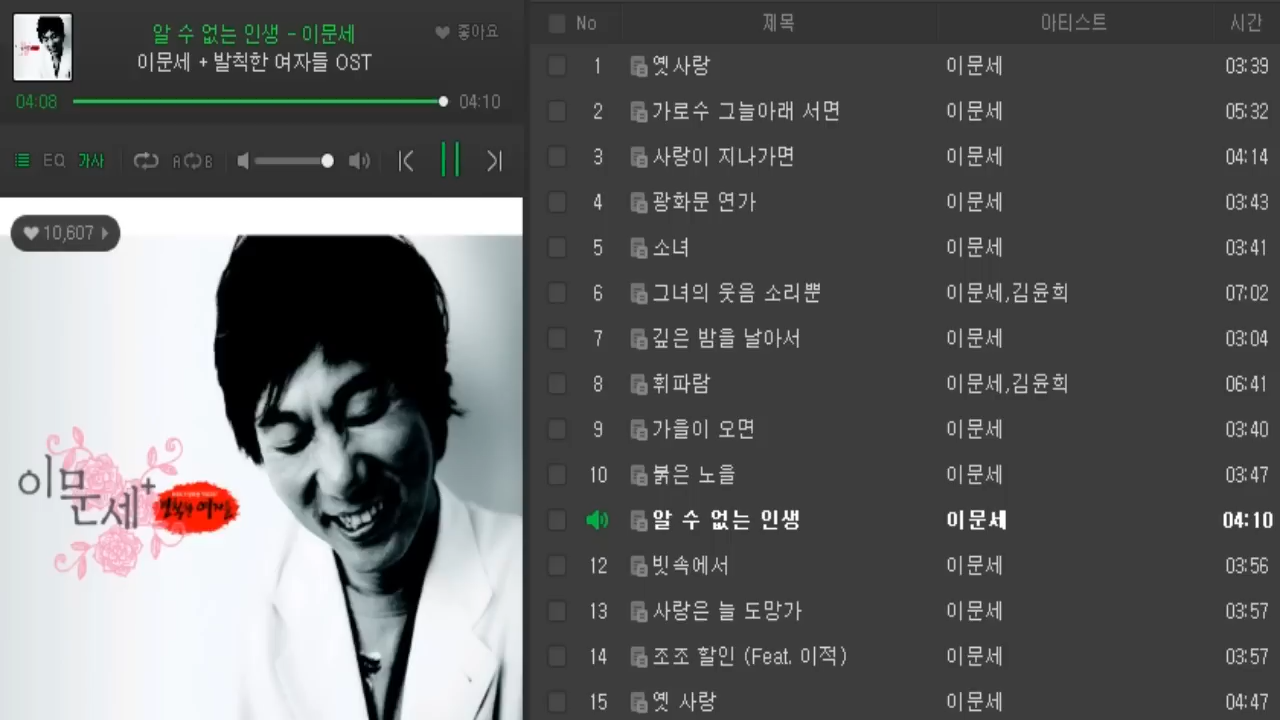 알 수 없는 인생 - 이문세
좋아요
이문세 + 발칙한 여자들 OST
04:08
04:10
EQ 가사 A B
10,607
이문세+
발칙한 여자들
No 제목 아티스트 시간
1 옛사랑 이문세 03:39
2 가로수 그늘아래 서면 이문세 05:32
3 사랑이 지나가면 이문세 04:14
4 광화문 연가 이문세 03:43
5 소녀 이문세 03:41
6 그녀의 웃음 소리뿐 이문세,김윤희 07:02
7 깊은 밤을 날아서 이문세 03:04
8 휘파람 이문세,김윤희 06:41
9 가을이 오면 이문세 03:40
10 붉은 노을 이문세 03:47
알 수 없는 인생 이문세 04:10
12 빗속에서 이문세 03:56
13 사랑은 늘 도망가 이문세 03:57
14 조조 할인 (Feat. 이적) 이문세 03:57
15 옛 사랑 이문세 04:47